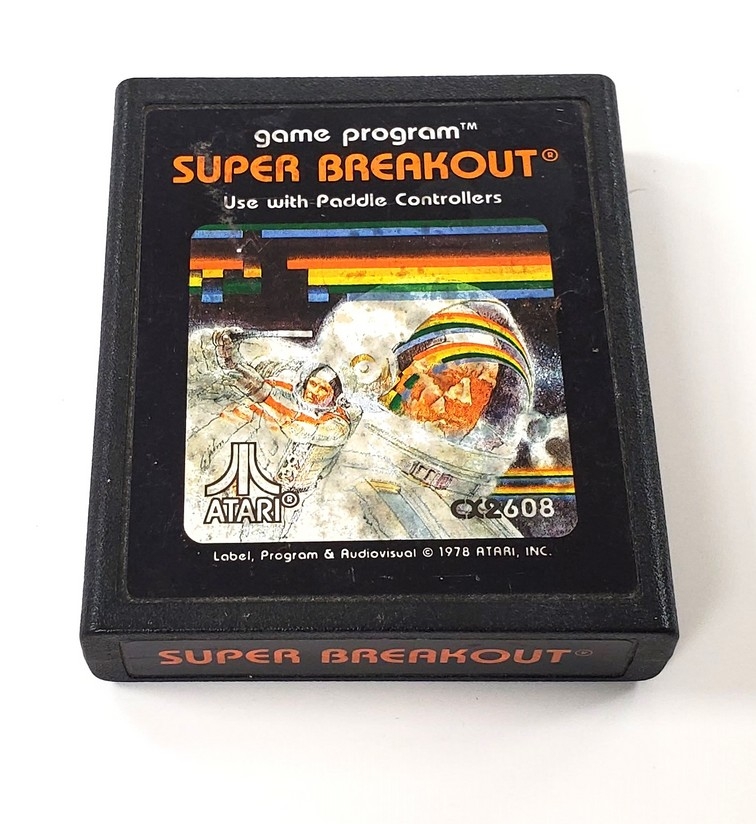 game program™
SUPER BREAKOUT®
Use with Paddle Controllers
ATARI®
CX2608
Label, Program & Audiovisual © 1978 ATARI, INC.
SUPER BREAKOUT®